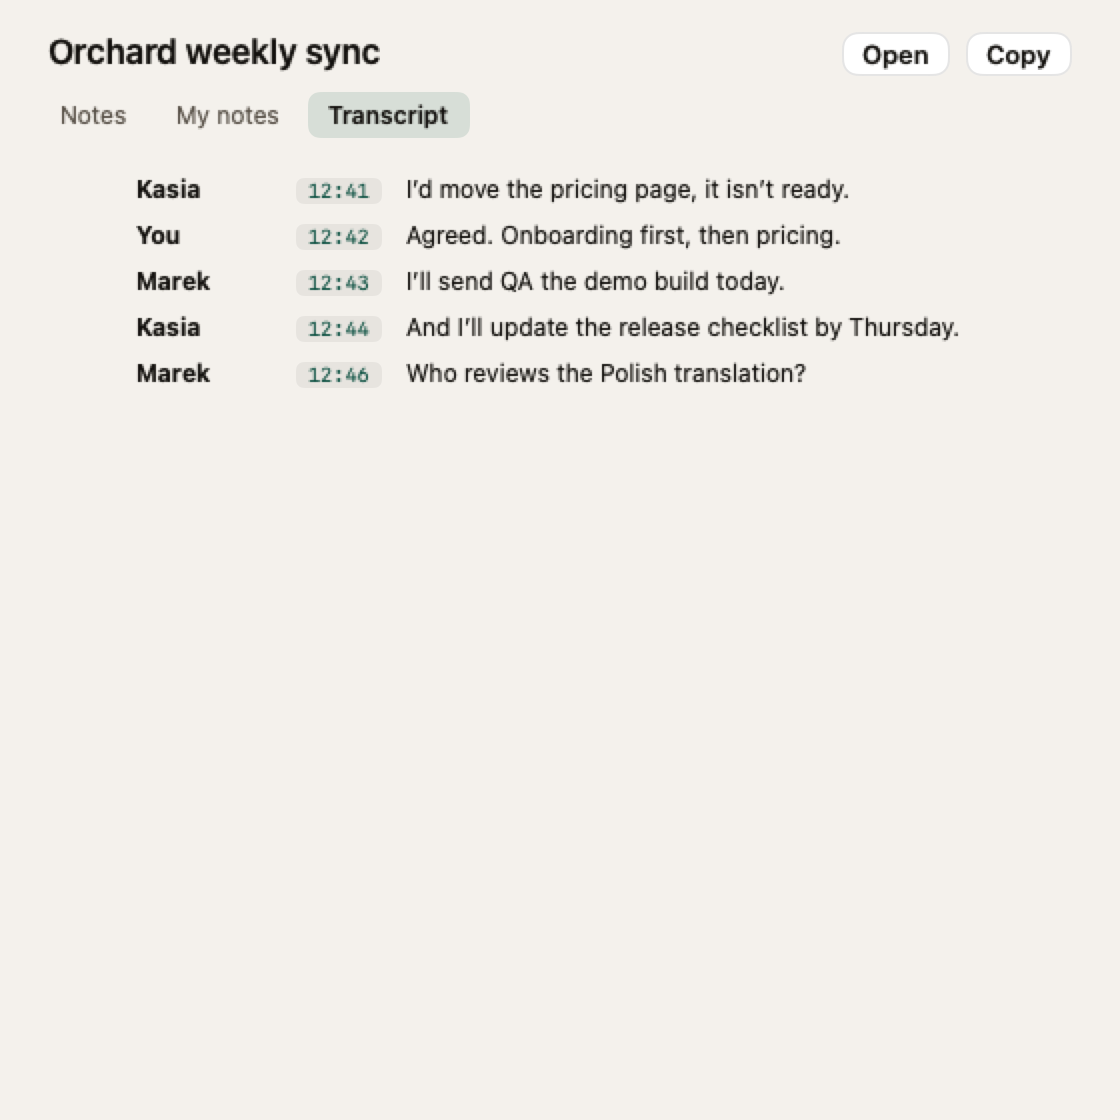 Orchard weekly sync
Open Copy
Notes My notes Transcript
Kasia 12:41 I’d move the pricing page, it isn’t ready.
You 12:42 Agreed. Onboarding first, then pricing.
Marek 12:43 I’ll send QA the demo build today.
Kasia 12:44 And I’ll update the release checklist by Thursday.
Marek 12:46 Who reviews the Polish translation?